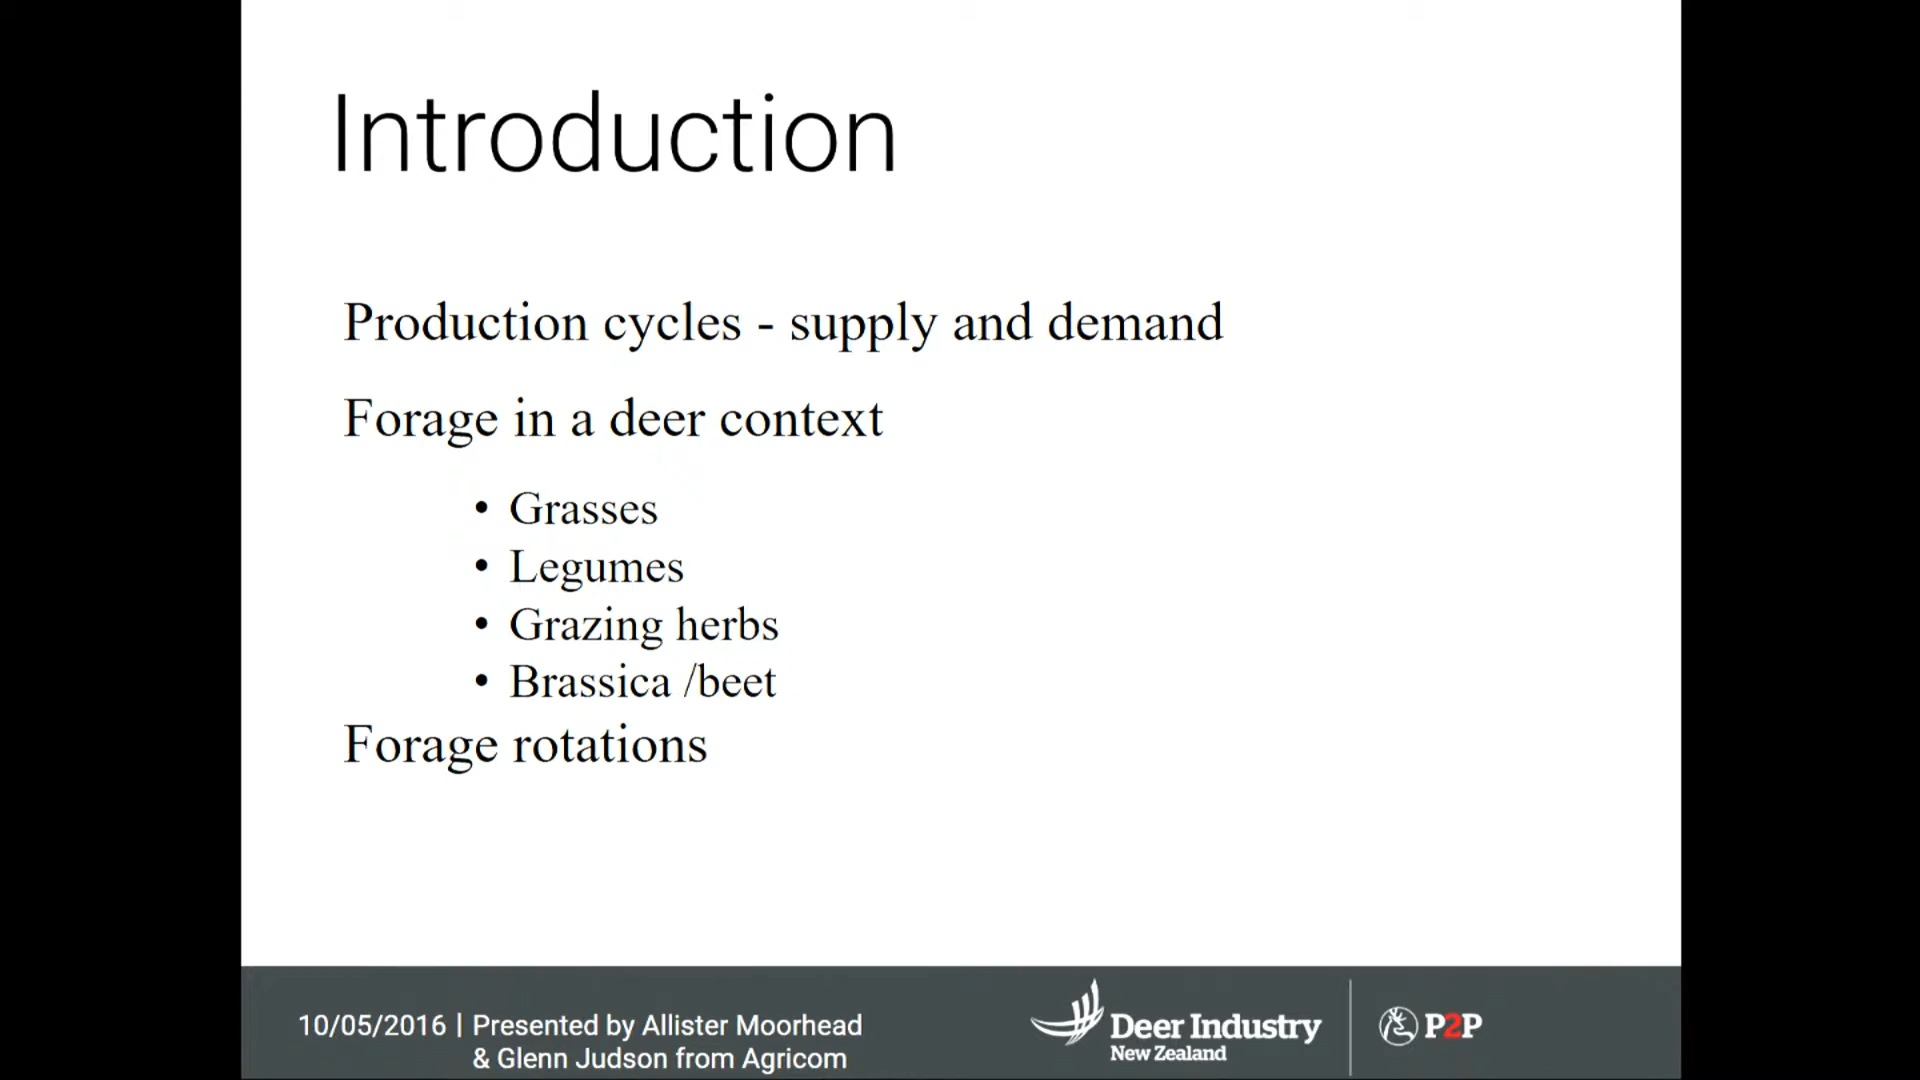 Introduction
Production cycles - supply and demand
Forage in a deer context
• Grasses
• Legumes
• Grazing herbs
• Brassica /beet
Forage rotations
10/05/2016 | Presented by Allister Moorhead
& Glenn Judson from Agricom
Deer Industry
New Zealand
P2P